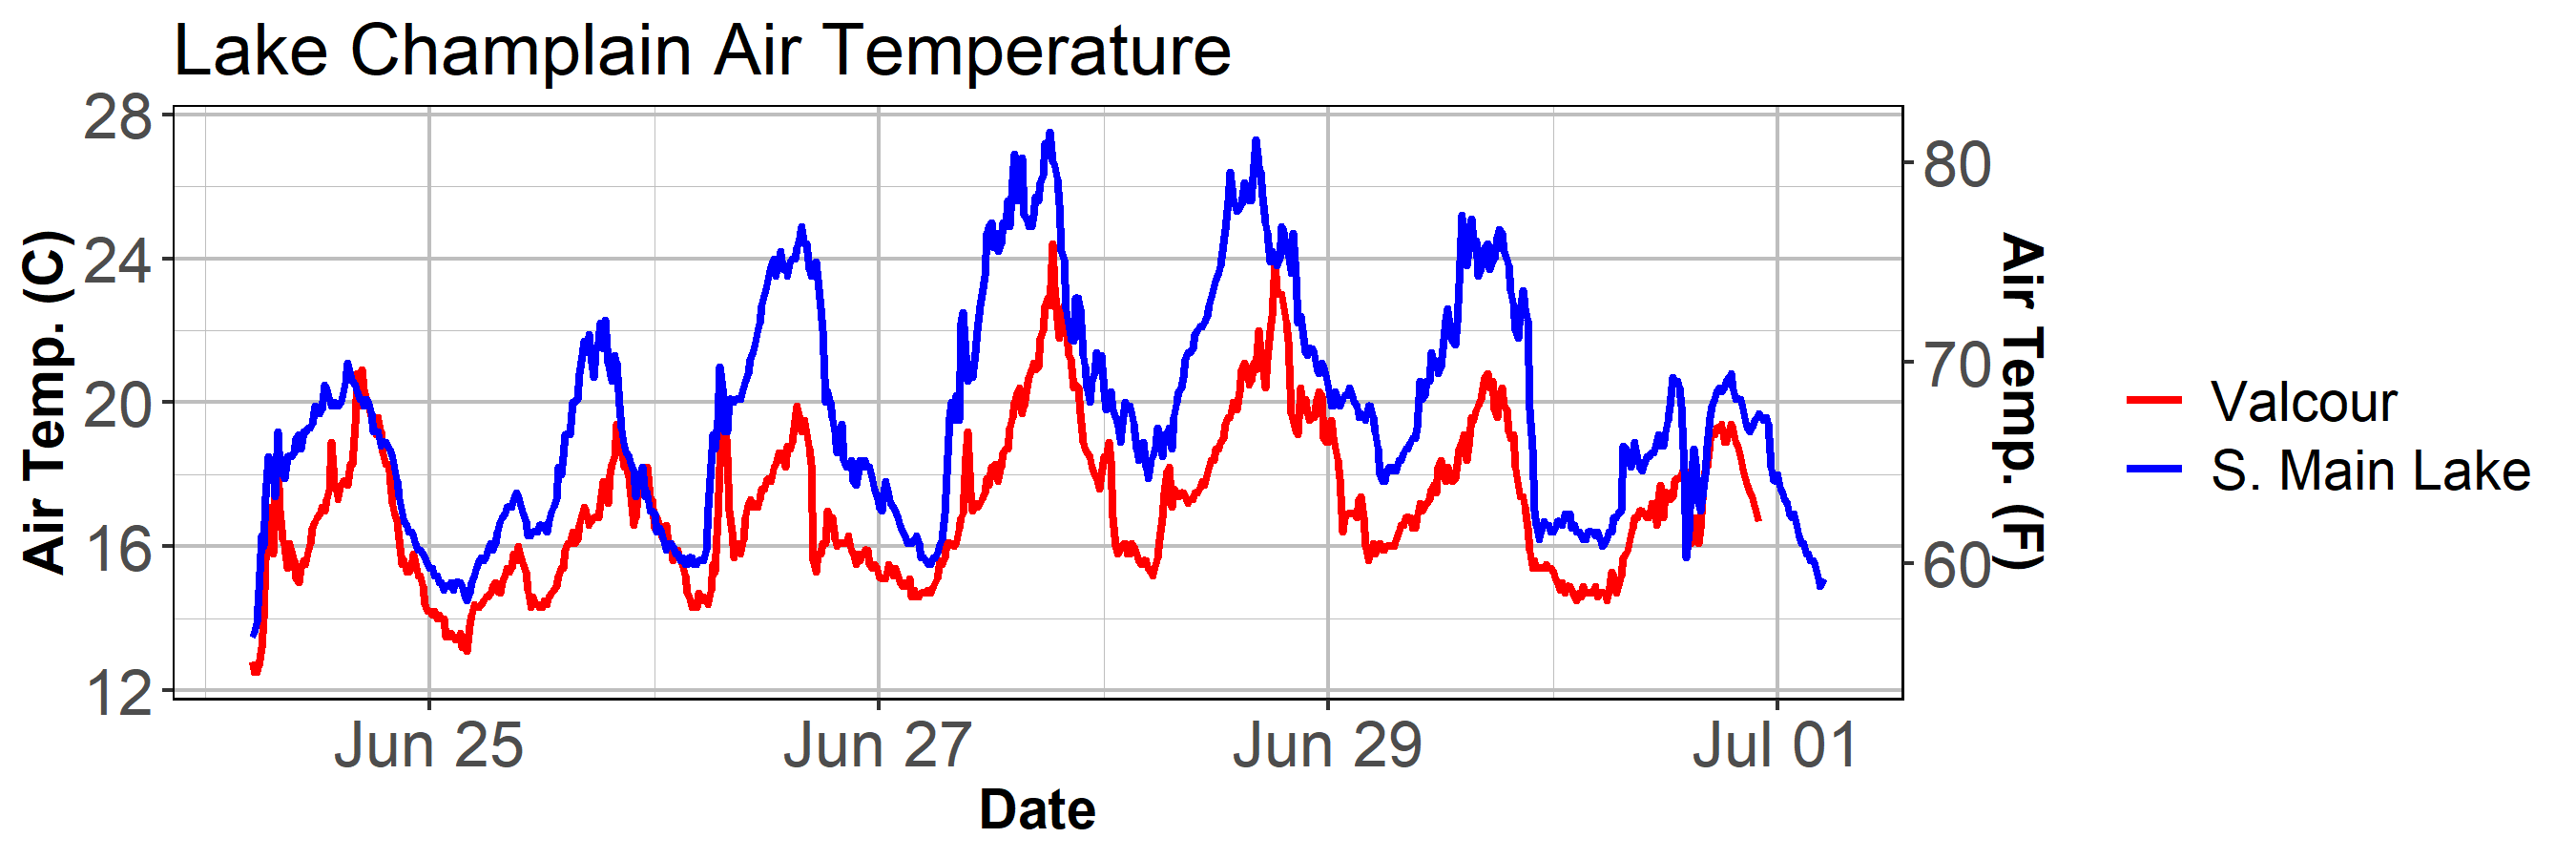 Lake Champlain Air Temperature
28
24
20
16
12
Air Temp. (C)
80
70
60
Air Temp. (F)
Jun 25
Jun 27
Jun 29
Jul 01
Date
Valcour
S. Main Lake